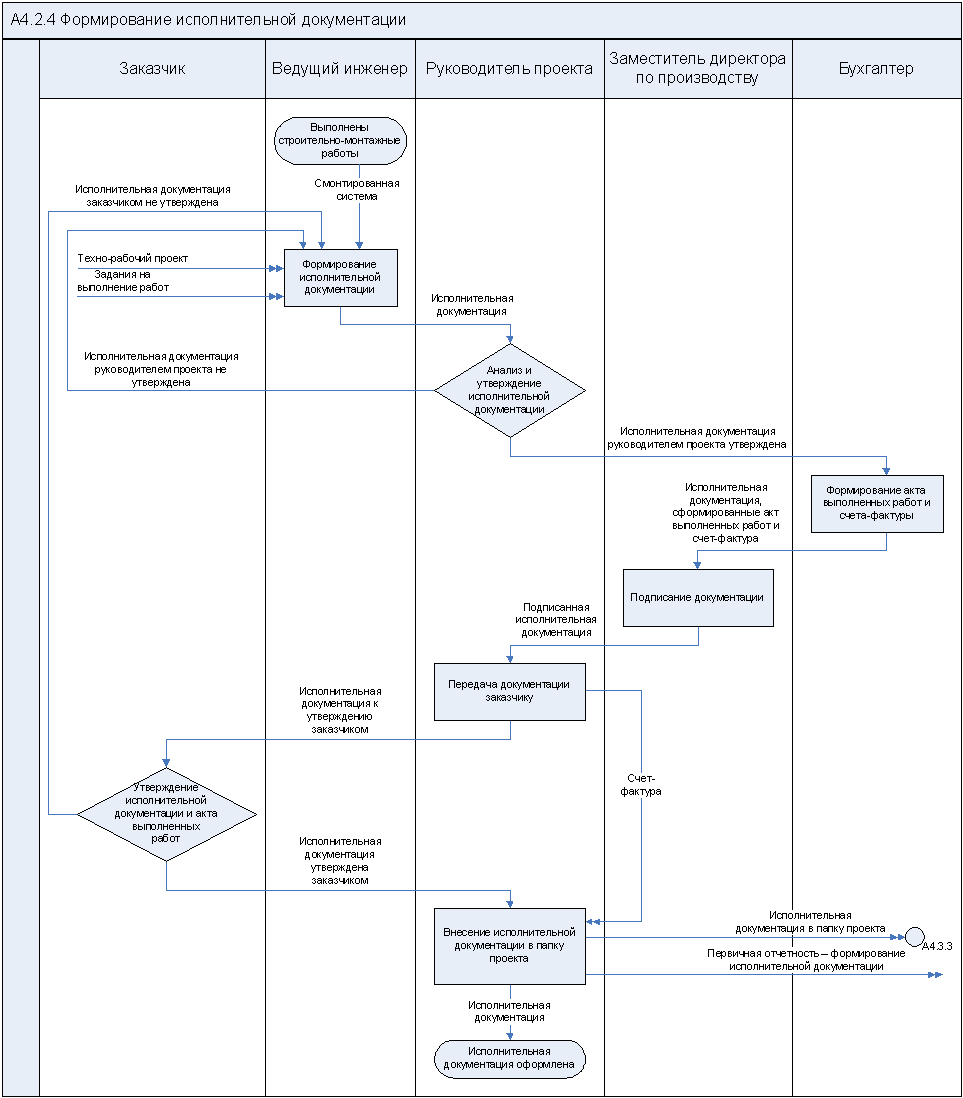 А4.2.4 Формирование исполнительной документации
Заказчик
Ведущий инженер
Руководитель проекта
Заместитель директора
по производству
Бухгалтер
Выполнены
строительно-монтажные
работы
Смонтированная
система
Исполнительная документация
заказчиком не утверждена
Техно-рабочий проект
Задания на
выполнение работ
Формирование
исполнительной
документации
Исполнительная
документация
Исполнительная документация
руководителем проекта не
утверждена
Анализ и
утверждение
исполнительной
документации
Исполнительная документация
руководителем проекта утверждена
Формирование акта
выполненных работ и
счета-фактуры
Исполнительная
документация,
сформированные акт
выполненных работ и
счет-фактура
Подписание документации
Подписанная
исполнительная
документация
Передача документации
заказчику
Исполнительная
документация к
утверждению
заказчиком
Счет-
фактура
Утверждение
исполнительной
документации и акта
выполненных
работ
Исполнительная
документация
утверждена
заказчиком
Внесение исполнительной
документации в папку
проекта
Исполнительная
документация в папку проекта
А4.3.3
Первичная отчетность – формирование
исполнительной документации
Исполнительная
документация
Исполнительная
документация оформлена